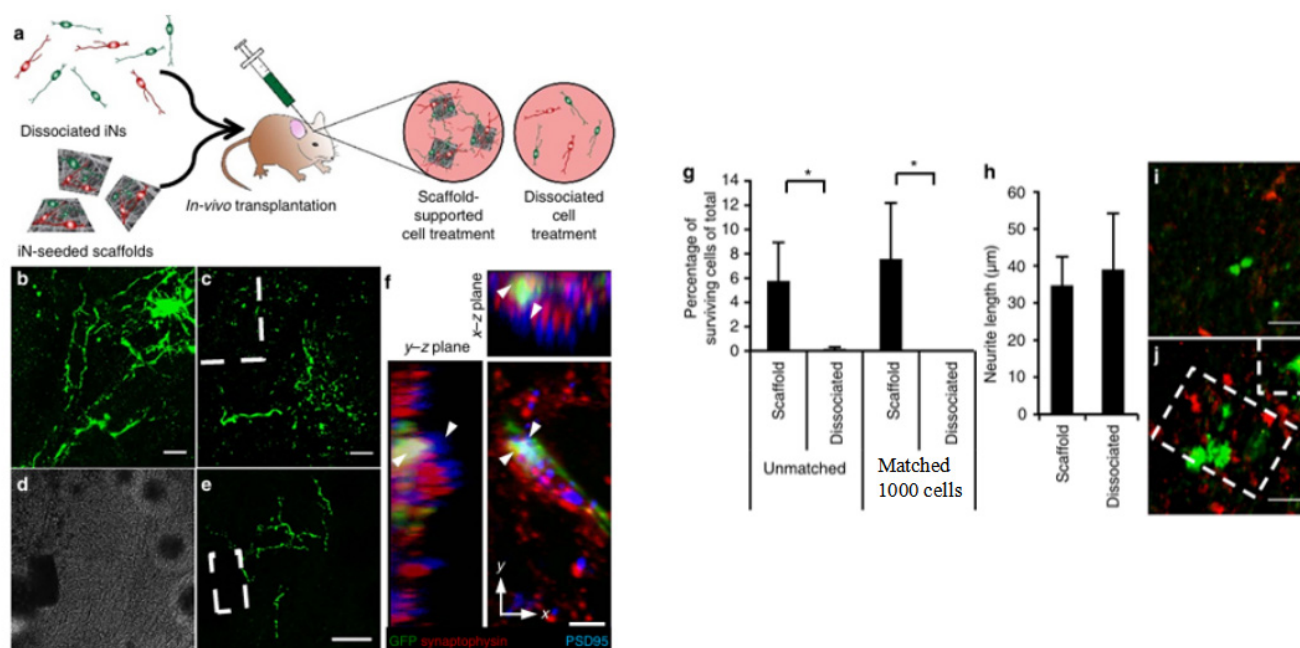 a
Dissociated iNs
iN-seeded scaffolds
In-vivo transplantation
Scaffold-
supported
cell treatment
Dissociated
cell
treatment
b
c
d
e
f
x–z plane
y–z plane
y
x
GFP synaptophysin
PSD95
g
Percentage of
surviving cells of total
14
12
10
8
6
4
2
0
*
*
Scaffold
Dissociated
Scaffold
Dissociated
Unmatched
Matched
1000 cells
h
Neurite length (µm)
60
50
40
30
20
10
0
Scaffold
Dissociated
i
j